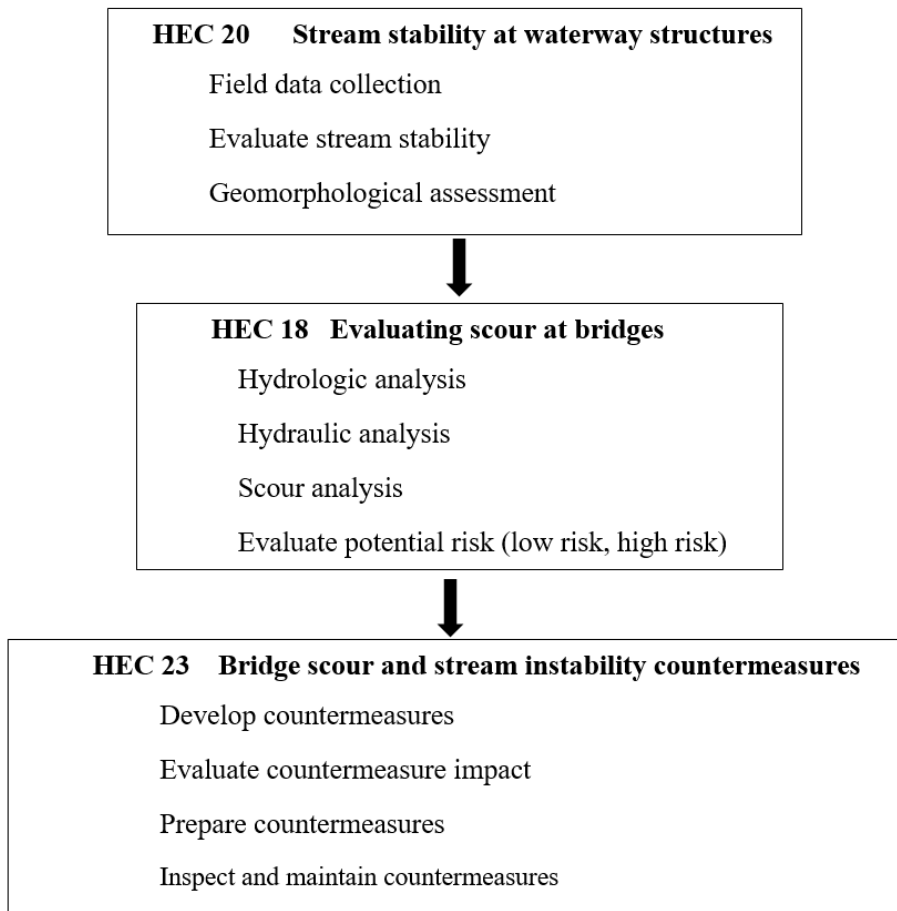 HEC 20 Stream stability at waterway structures
Field data collection
Evaluate stream stability
Geomorphological assessment
HEC 18 Evaluating scour at bridges
Hydrologic analysis
Hydraulic analysis
Scour analysis
Evaluate potential risk (low risk, high risk)
HEC 23 Bridge scour and stream instability countermeasures
Develop countermeasures
Evaluate countermeasure impact
Prepare countermeasures
Inspect and maintain countermeasures